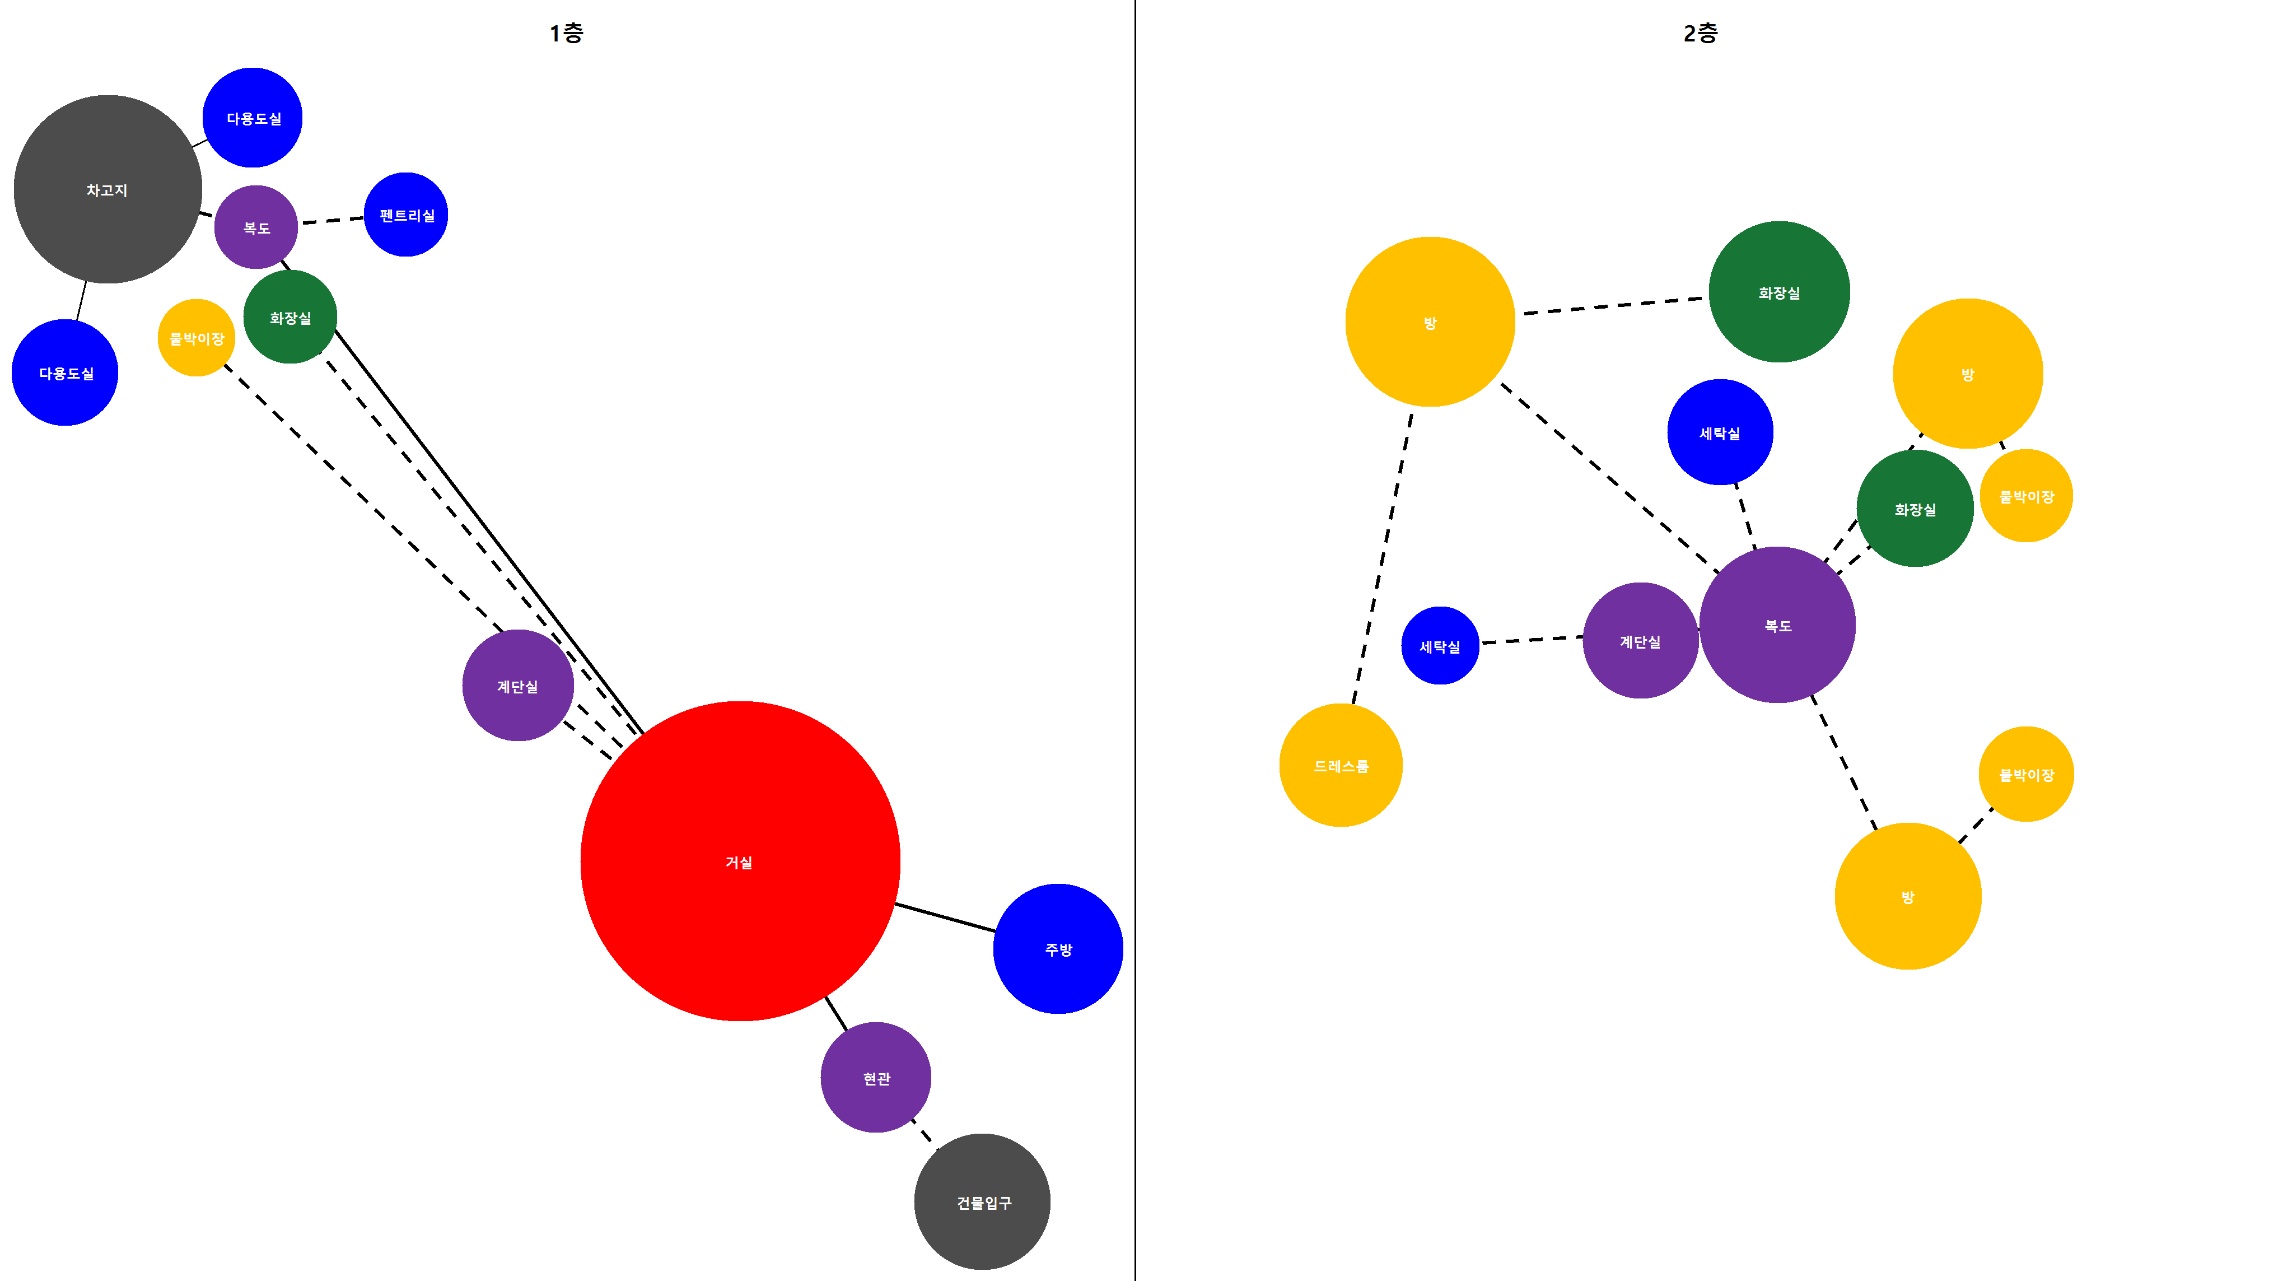 1층
다용도실
차고지
펜트리실
복도
화장실
붙박이장
다용도실
계단실
거실
주방
현관
건물입구
2층
화장실
방
방
세탁실
붙박이장
화장실
복도
계단실
세탁실
드레스룸
붙박이장
방